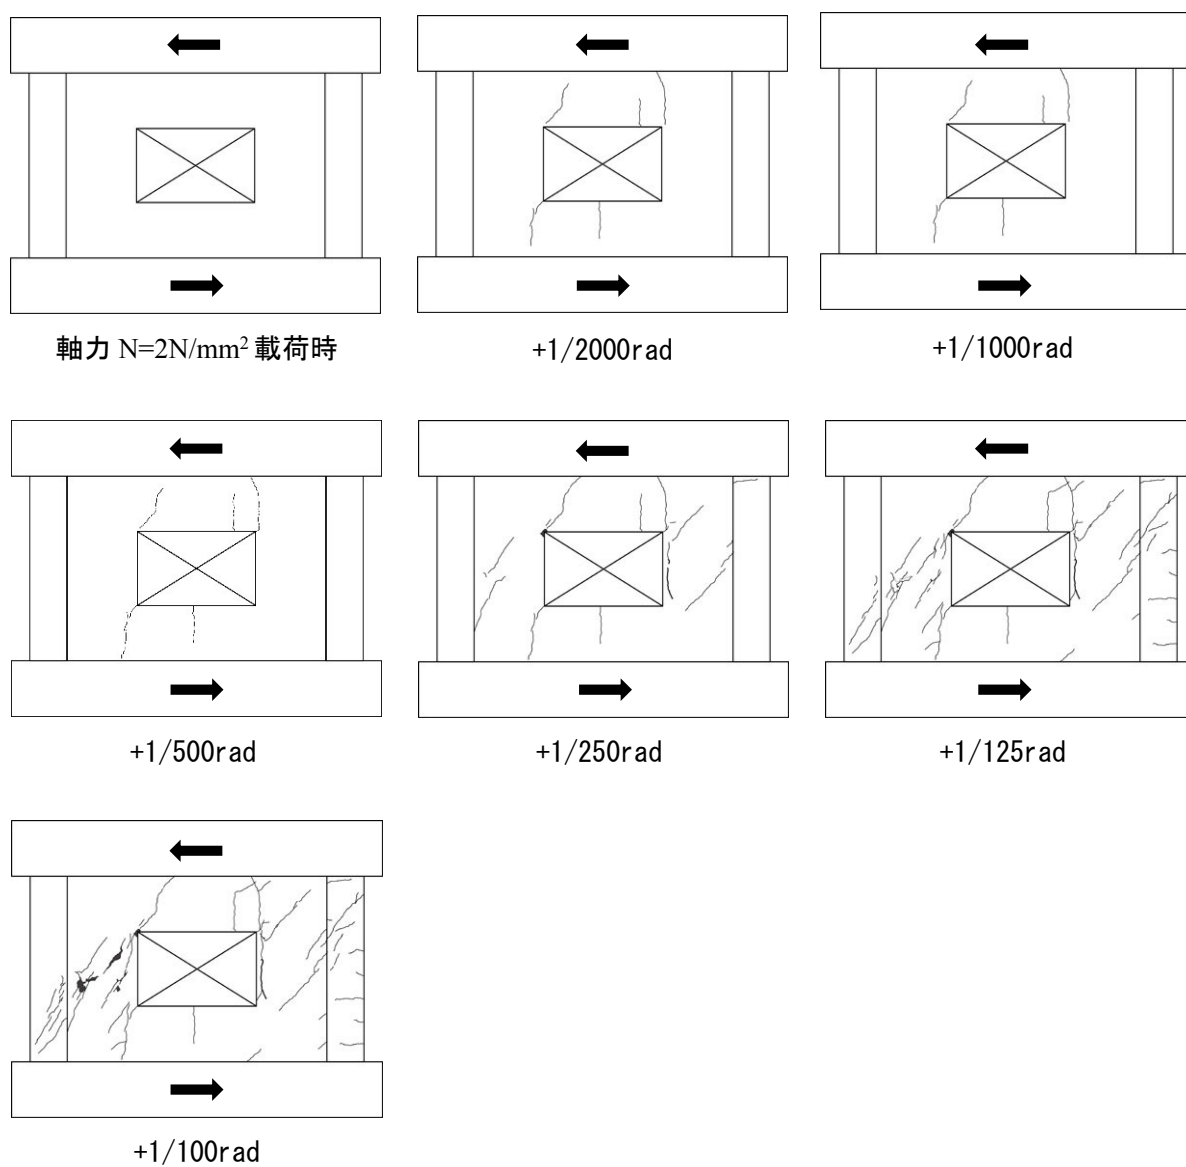 軸力 N=2N/mm² 載荷時
+1/2000rad
+1/1000rad
+1/500rad
+1/250rad
+1/125rad
+1/100rad